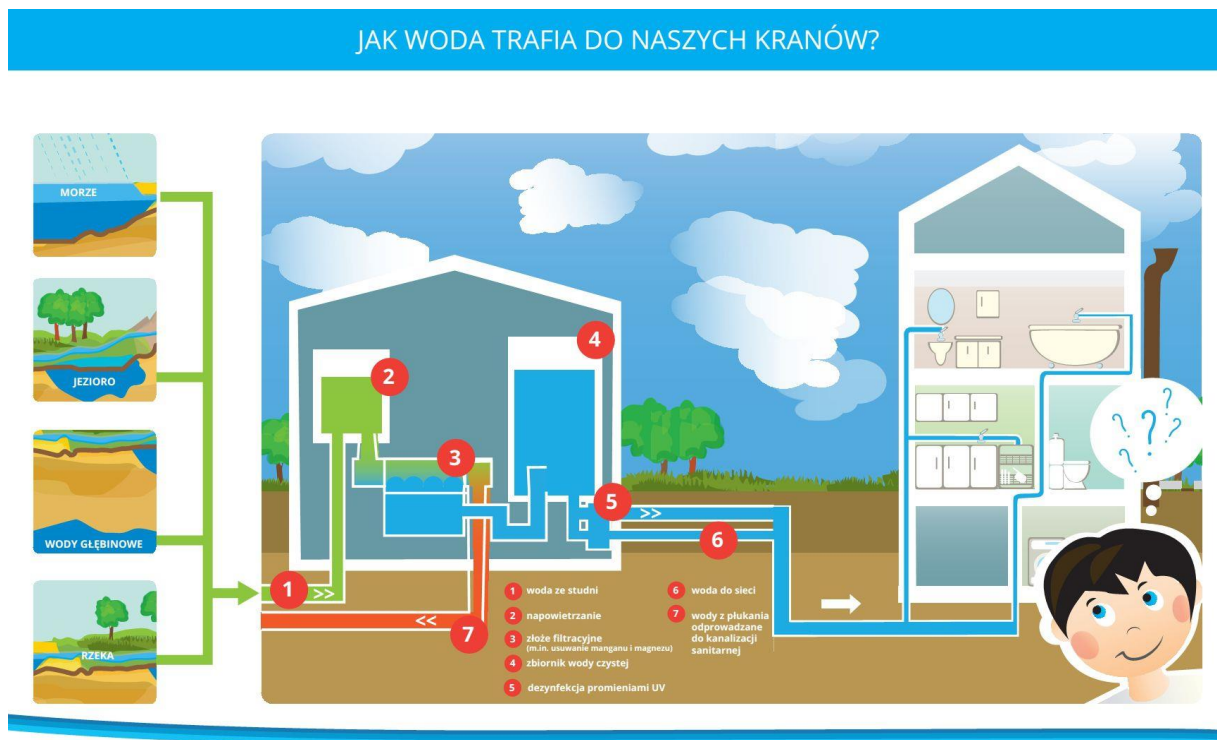 JAK WODA TRAFIA DO NASZYCH KRANÓW?
MORZE
JEZIORO
WODY GŁĘBINOWE
RZEKA
1
>>
2
3
4
5
>>
6
<<
7
1 woda ze studni
2 napowietrzanie
3 złoże filtracyjne
(m.in. usuwanie manganu i magnezu)
4 zbiornik wody czystej
5 dezynfekcja promieniami UV
6 woda do sieci
7 wody z płukania
odprowadzane
do kanalizacji
sanitarnej
? ? ? ? ?